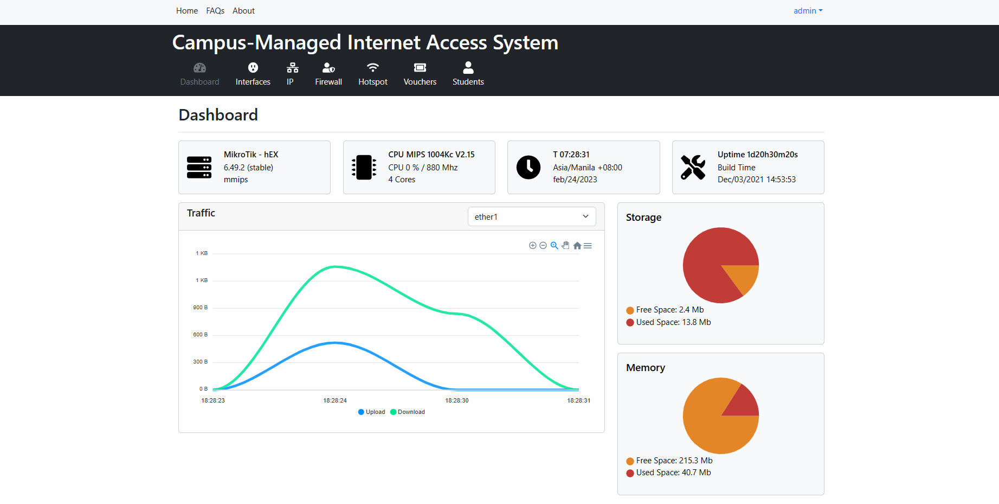 Home FAQs About admin
Campus-Managed Internet Access System
Dashboard Interfaces IP Firewall Hotspot Vouchers Students
Dashboard
MikroTik - hEX
6.49.2 (stable)
mmips
CPU MIPS 1004Kc V2.15
CPU 0 % / 880 Mhz
4 Cores
T 07:28:31
Asia/Manila +08:00
feb/24/2023
Uptime 1d20h30m20s
Build Time
Dec/03/2021 14:53:53
Traffic
ether1
1 KB
1 KB
900 B
600 B
300 B
0 B
18:28:23 18:28:24 18:28:30 18:28:31
Upload Download
Storage
Free Space: 2.4 Mb
Used Space: 13.8 Mb
Memory
Free Space: 215.3 Mb
Used Space: 40.7 Mb